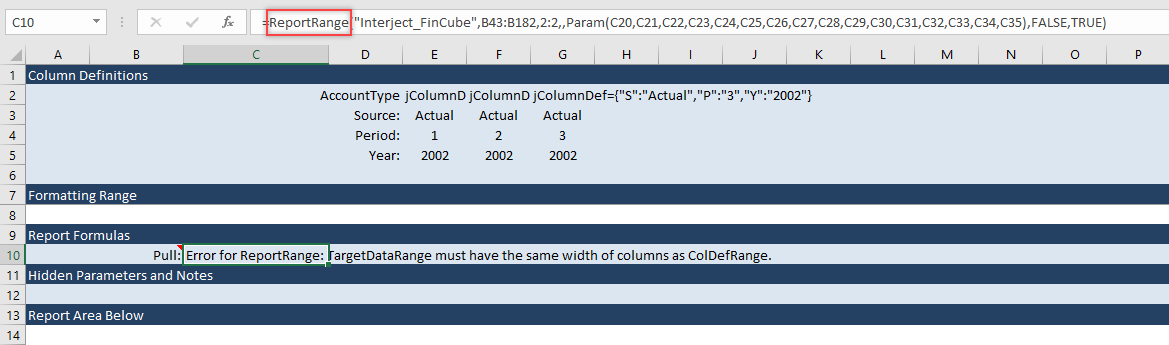 C10 fx =ReportRange("Interject_FinCube",B43:B182,2:2,,Param(C20,C21,C22,C23,C24,C25,C26,C27,C28,C29,C30,C31,C32,C33,C34,C35),FALSE,TRUE)
A B C D E F G H I J K L M N O P
1 Column Definitions
2 AccountType jColumnD jColumnD jColumnDef={"S":"Actual","P":"3","Y":"2002"}
3 Source: Actual Actual Actual
4 Period: 1 2 3
5 Year: 2002 2002 2002
6
7 Formatting Range
8
9 Report Formulas
10 Pull: Error for ReportRange: TargetDataRange must have the same width of columns as ColDefRange.
11 Hidden Parameters and Notes
12
13 Report Area Below
14